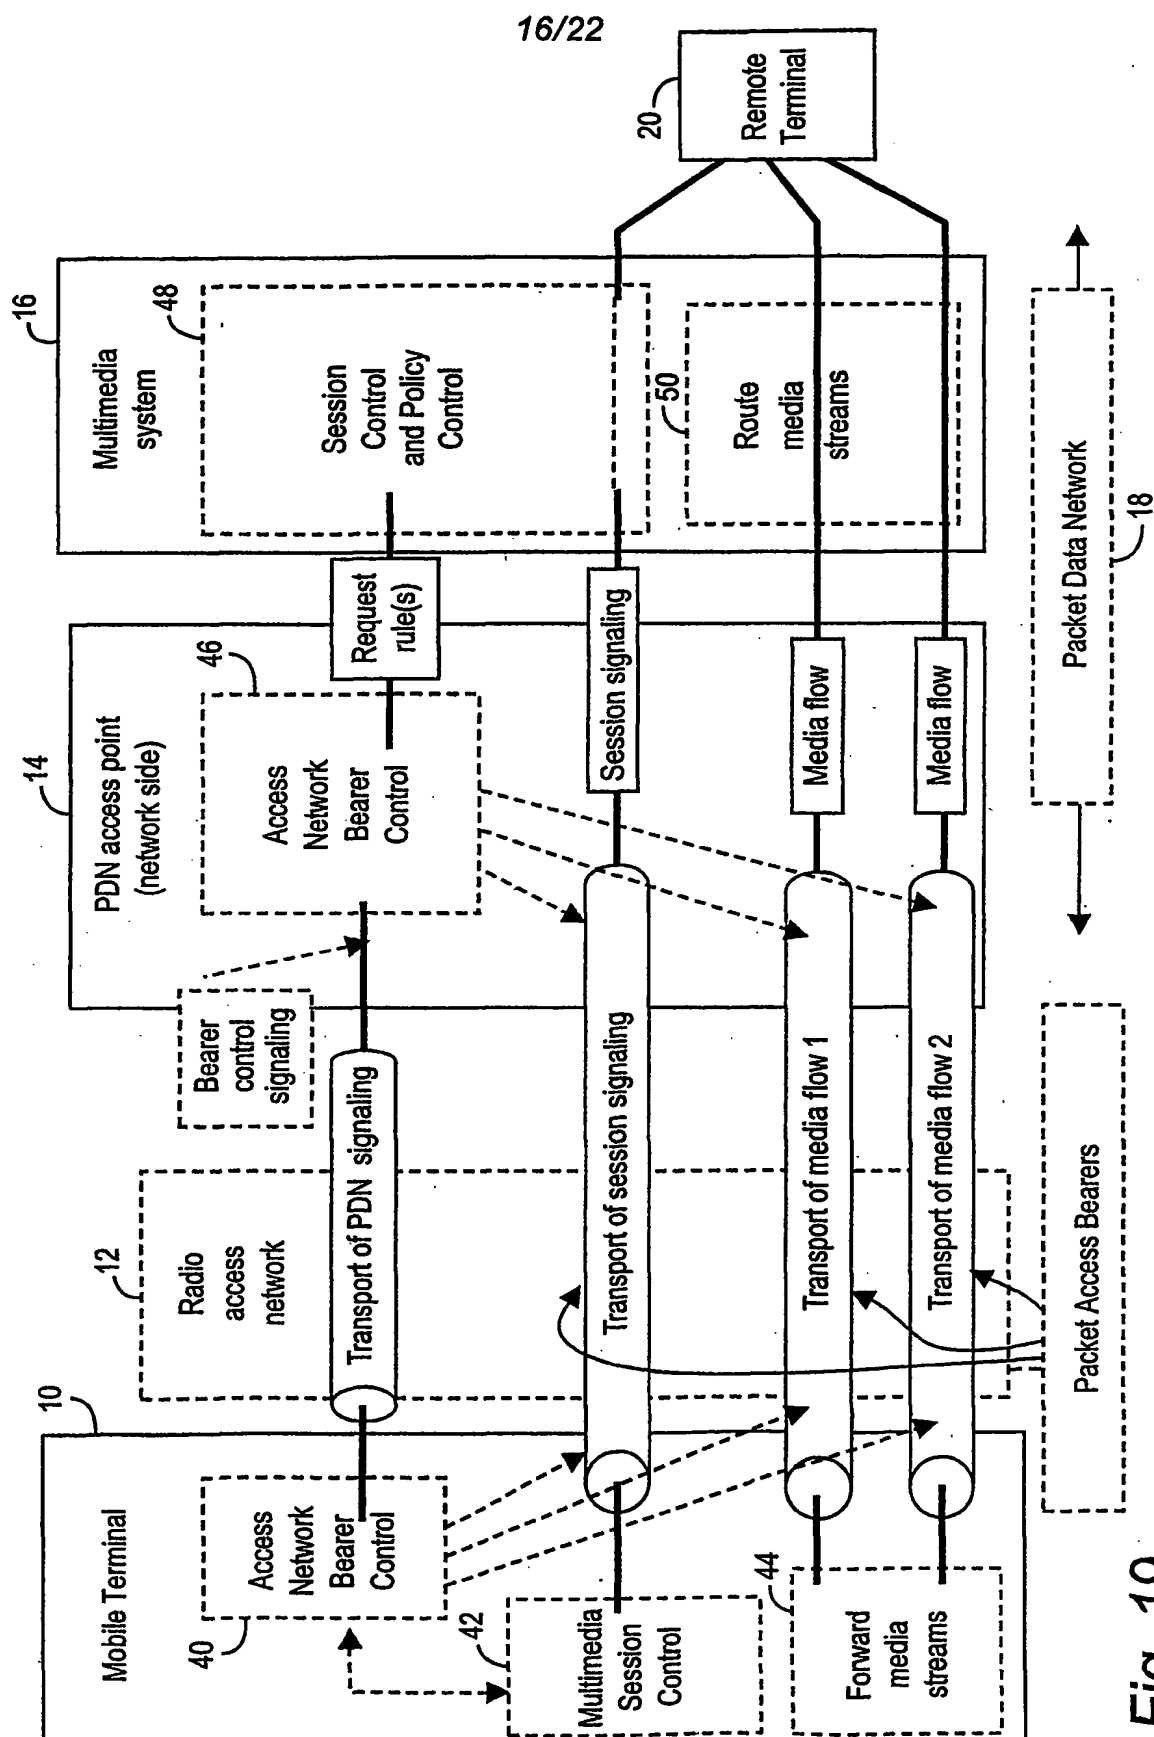 16/22
10
Mobile Terminal
Access
Network
Bearer
Control
40
42
Multimedia
Session
Control
44
Forward
media
streams
12
Radio
access
network
Transport of PDN signaling
Transport of session signaling
Transport of media flow 1
Transport of media flow 2
Bearer
control
signaling
14
PDN access point
(network side)
46
Access
Network
Bearer
Control
Request
rule(s)
Session signaling
Media flow
Media flow
16
Multimedia
system
48
Session
Control
and Policy
Control
50
Route
media
streams
20
Remote
Terminal
Packet Access Bearers
Packet Data Network
18
Fig.